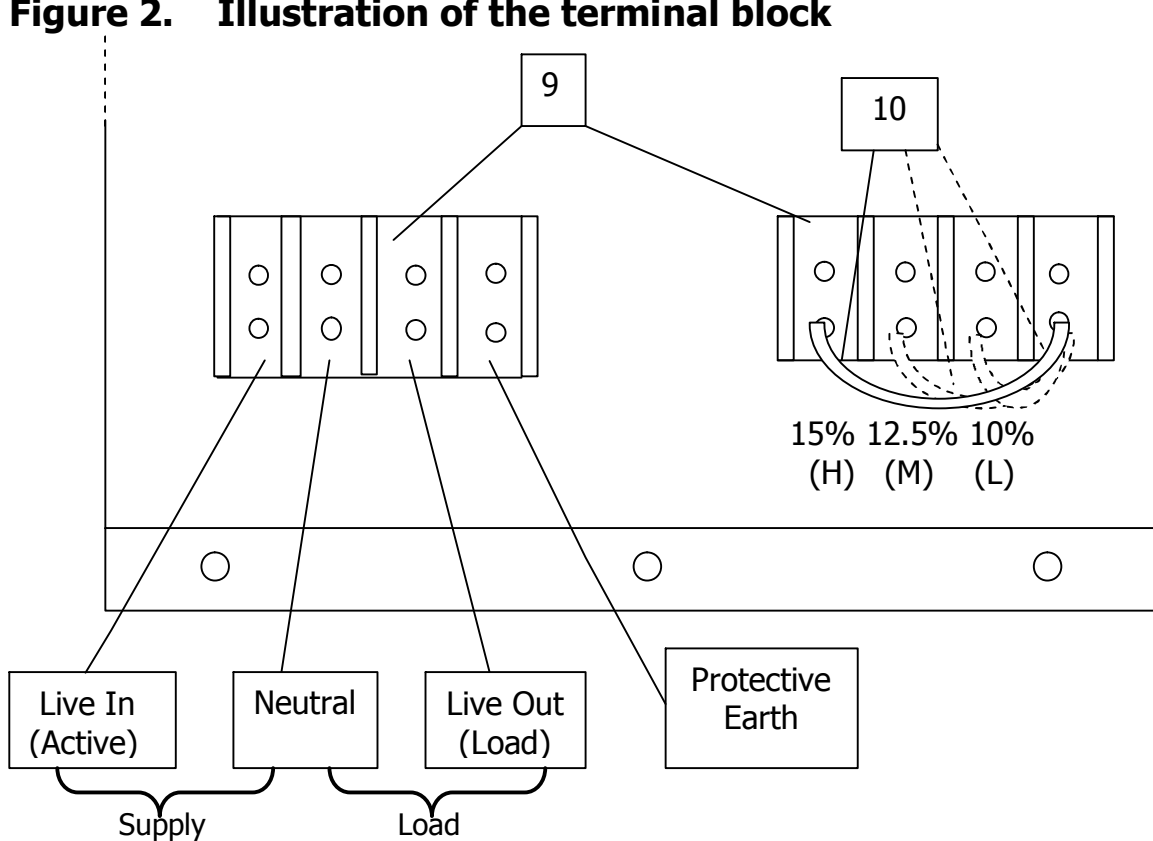 Figure 2. Illustration of the terminal block
9
10
15% 12.5% 10%
(H) (M) (L)
Live In
(Active)
Neutral
Live Out
(Load)
Protective
Earth
Supply
Load